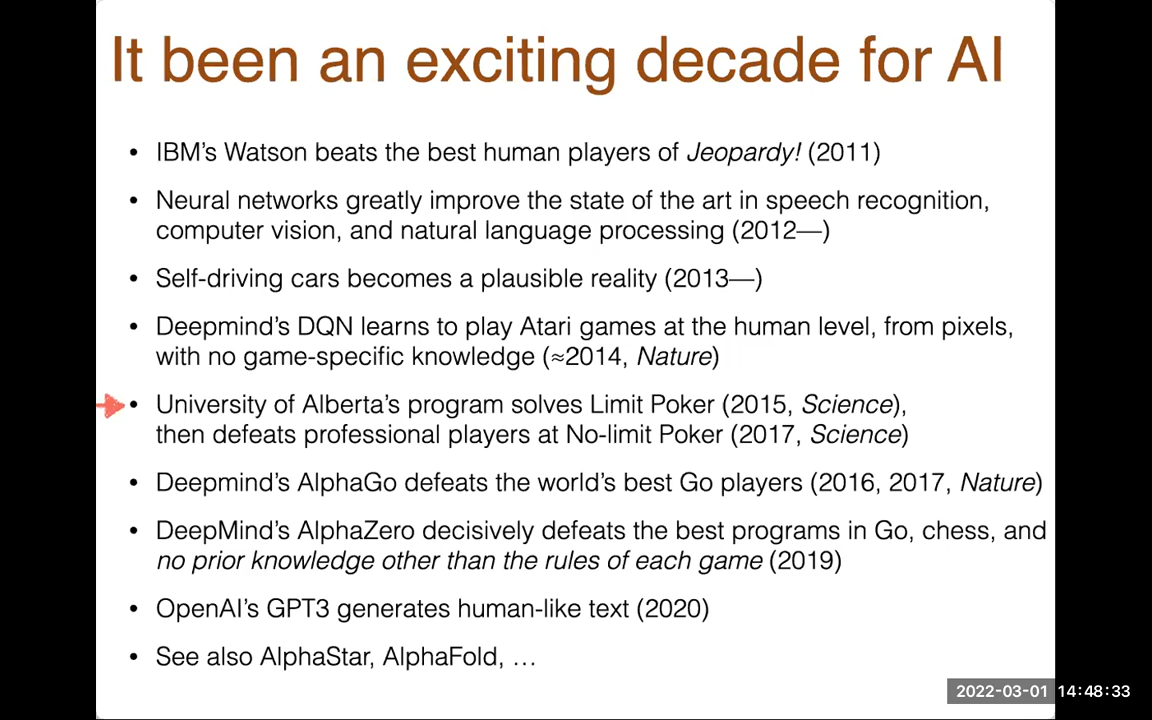 It been an exciting decade for AI
• IBM's Watson beats the best human players of Jeopardy! (2011)
• Neural networks greatly improve the state of the art in speech recognition,
computer vision, and natural language processing (2012—)
• Self-driving cars becomes a plausible reality (2013—)
• Deepmind's DQN learns to play Atari games at the human level, from pixels,
with no game-specific knowledge (≈2014, Nature)
• University of Alberta's program solves Limit Poker (2015, Science),
then defeats professional players at No-limit Poker (2017, Science)
• Deepmind's AlphaGo defeats the world's best Go players (2016, 2017, Nature)
• DeepMind's AlphaZero decisively defeats the best programs in Go, chess, and
no prior knowledge other than the rules of each game (2019)
• OpenAI's GPT3 generates human-like text (2020)
• See also AlphaStar, AlphaFold, …
2022-03-01 14:48:33